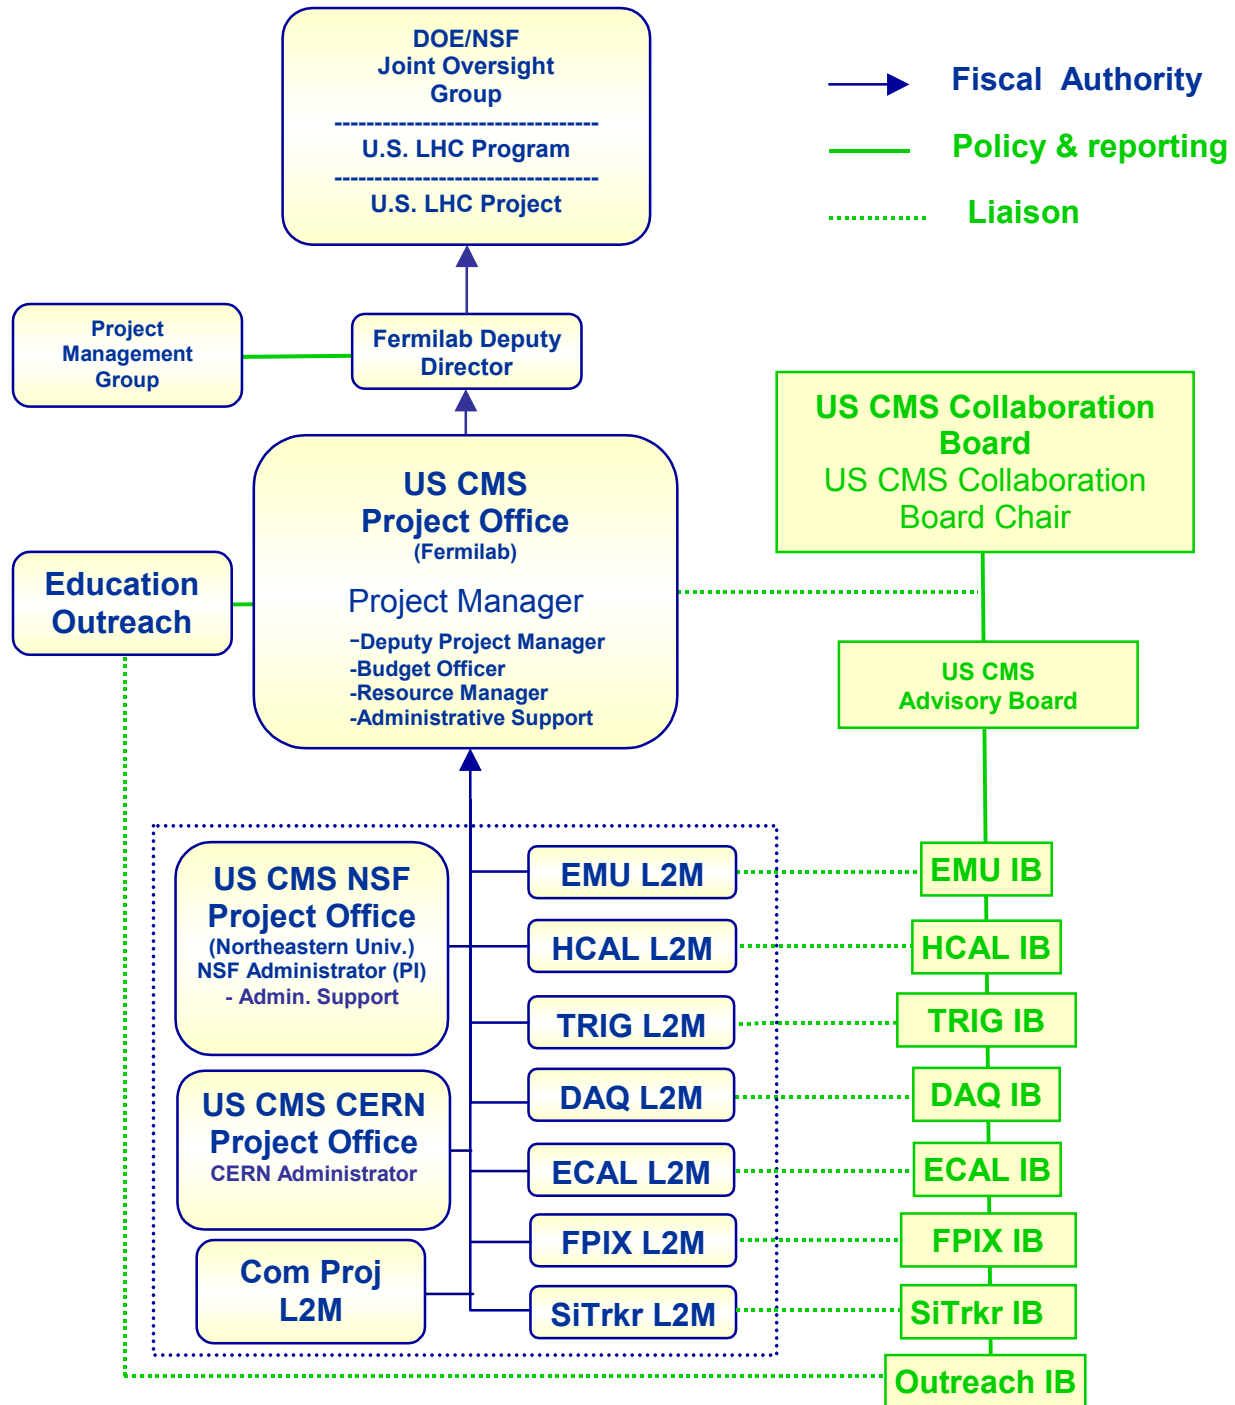 DOE/NSF
Joint Oversight
Group
---------------------------------
U.S. LHC Program
---------------------------------
U.S. LHC Project
Fiscal Authority
Policy & reporting
Liaison
Project
Management
Group
Fermilab Deputy
Director
US CMS Collaboration
Board
US CMS Collaboration
Board Chair
US CMS
Project Office
(Fermilab)
Project Manager
-Deputy Project Manager
-Budget Officer
-Resource Manager
-Administrative Support
Education
Outreach
US CMS
Advisory Board
US CMS NSF
Project Office
(Northeastern Univ.)
NSF Administrator (PI)
- Admin. Support
US CMS CERN
Project Office
CERN Administrator
Com Proj
L2M
EMU L2M
HCAL L2M
TRIG L2M
DAQ L2M
ECAL L2M
FPIX L2M
SiTrkr L2M
EMU IB
HCAL IB
TRIG IB
DAQ IB
ECAL IB
FPIX IB
SiTrkr IB
Outreach IB